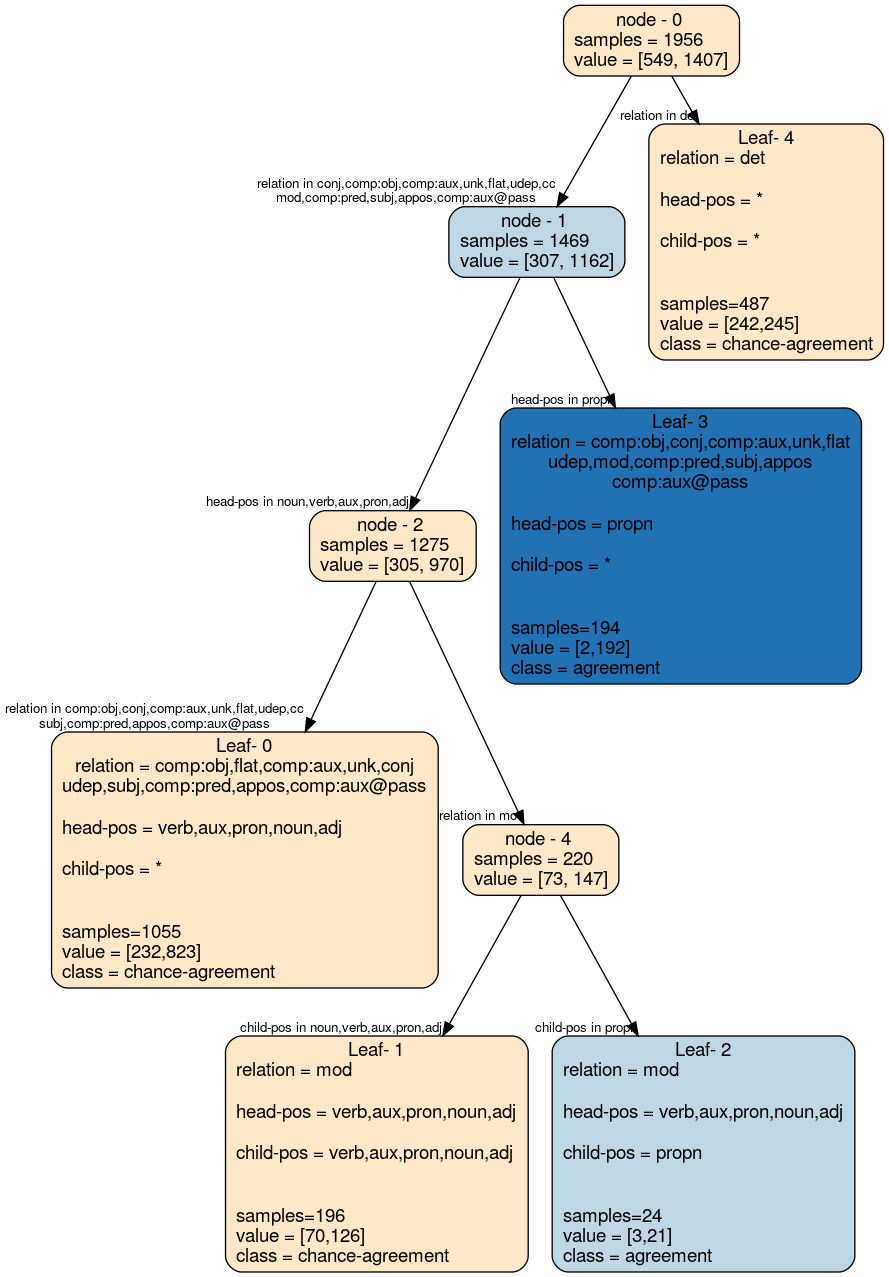 node - 0
samples = 1956
value = [549, 1407]
relation in det
Leaf- 4
relation = det
head-pos = *
child-pos = *
samples=487
value = [242,245]
class = chance-agreement
relation in conj,comp:obj,comp:aux,unk,flat,udep,cc
mod,comp:pred,subj,appos,comp:aux@pass
node - 1
samples = 1469
value = [307, 1162]
head-pos in propn
Leaf- 3
relation = comp:obj,conj,comp:aux,unk,flat
udep,mod,comp:pred,subj,appos
comp:aux@pass
head-pos = propn
child-pos = *
samples=194
value = [2,192]
class = agreement
head-pos in noun,verb,aux,pron,adj
node - 2
samples = 1275
value = [305, 970]
relation in comp:obj,conj,comp:aux,unk,flat,udep,cc
subj,comp:pred,appos,comp:aux@pass
Leaf- 0
relation = comp:obj,flat,comp:aux,unk,conj
udep,subj,comp:pred,appos,comp:aux@pass
head-pos = verb,aux,pron,noun,adj
child-pos = *
samples=1055
value = [232,823]
class = chance-agreement
relation in mod
node - 4
samples = 220
value = [73, 147]
child-pos in noun,verb,aux,pron,adj
Leaf- 1
relation = mod
head-pos = verb,aux,pron,noun,adj
child-pos = verb,aux,pron,noun,adj
samples=196
value = [70,126]
class = chance-agreement
child-pos in propn
Leaf- 2
relation = mod
head-pos = verb,aux,pron,noun,adj
child-pos = propn
samples=24
value = [3,21]
class = agreement